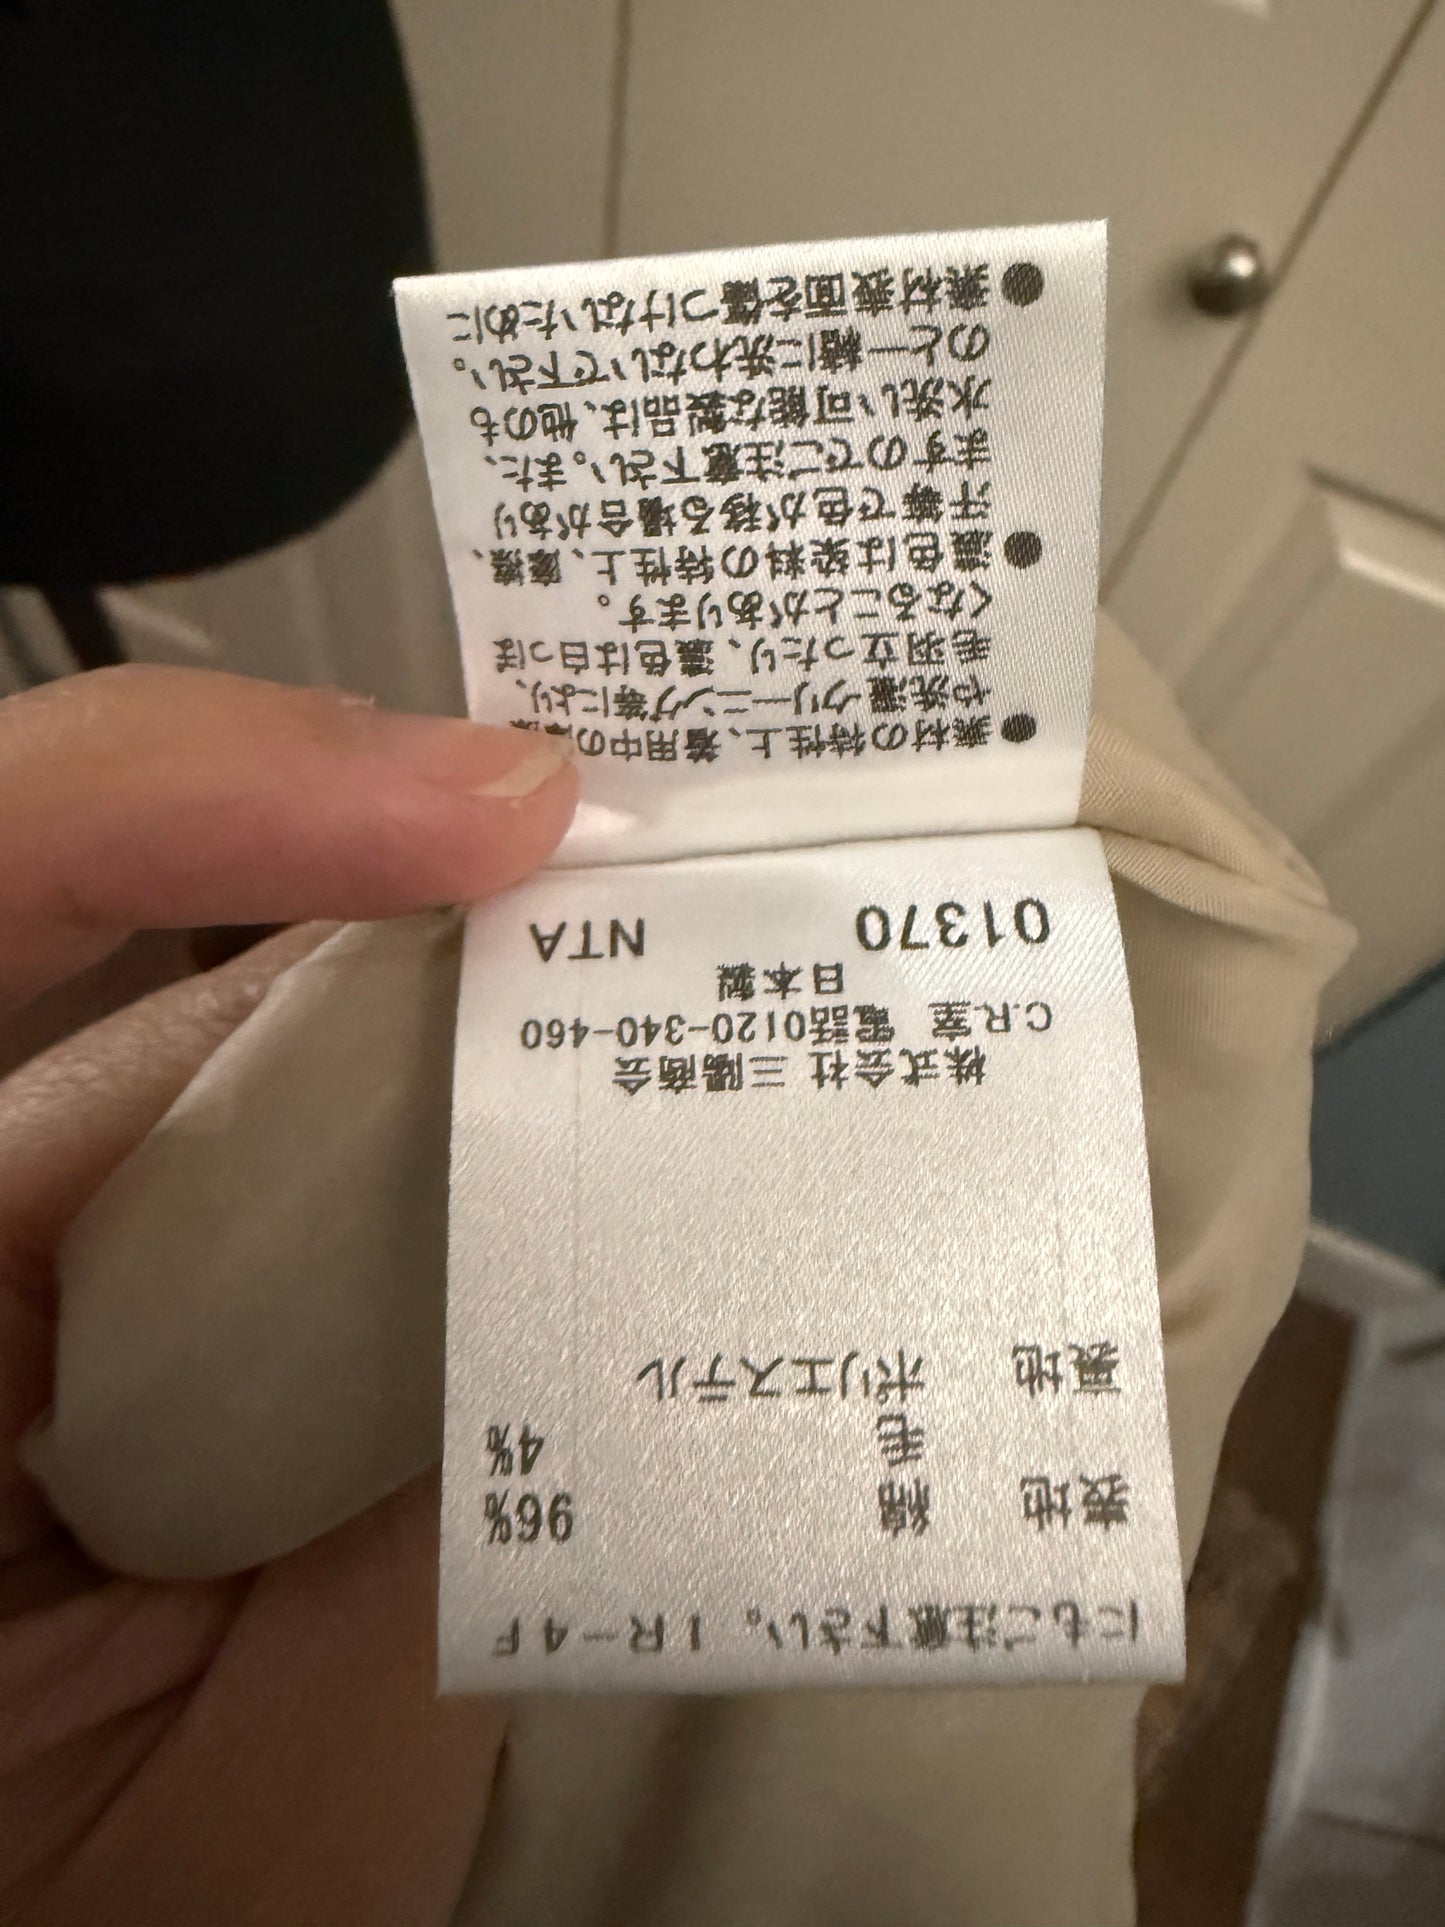 にもご注意下さい。IR-4F
表地 綿 96%
毛 4%
裏地 ポリエステル
株式会社 三陽商会
C.R.室 電話0120-340-460
日本製
01370 NTA
●素材の特性上、着用中の
や洗濯・クリーニング等により、
毛羽立ったり、濃色は白っぽ
くなることがあります。
●濃色は染料の特性上、摩擦、
汗等で色が移る場合があり
ますのでご注意下さい。また、
水洗い可能な製品は、他のも
のと一緒に洗わないで下さい。
●素材表面を傷つけないために